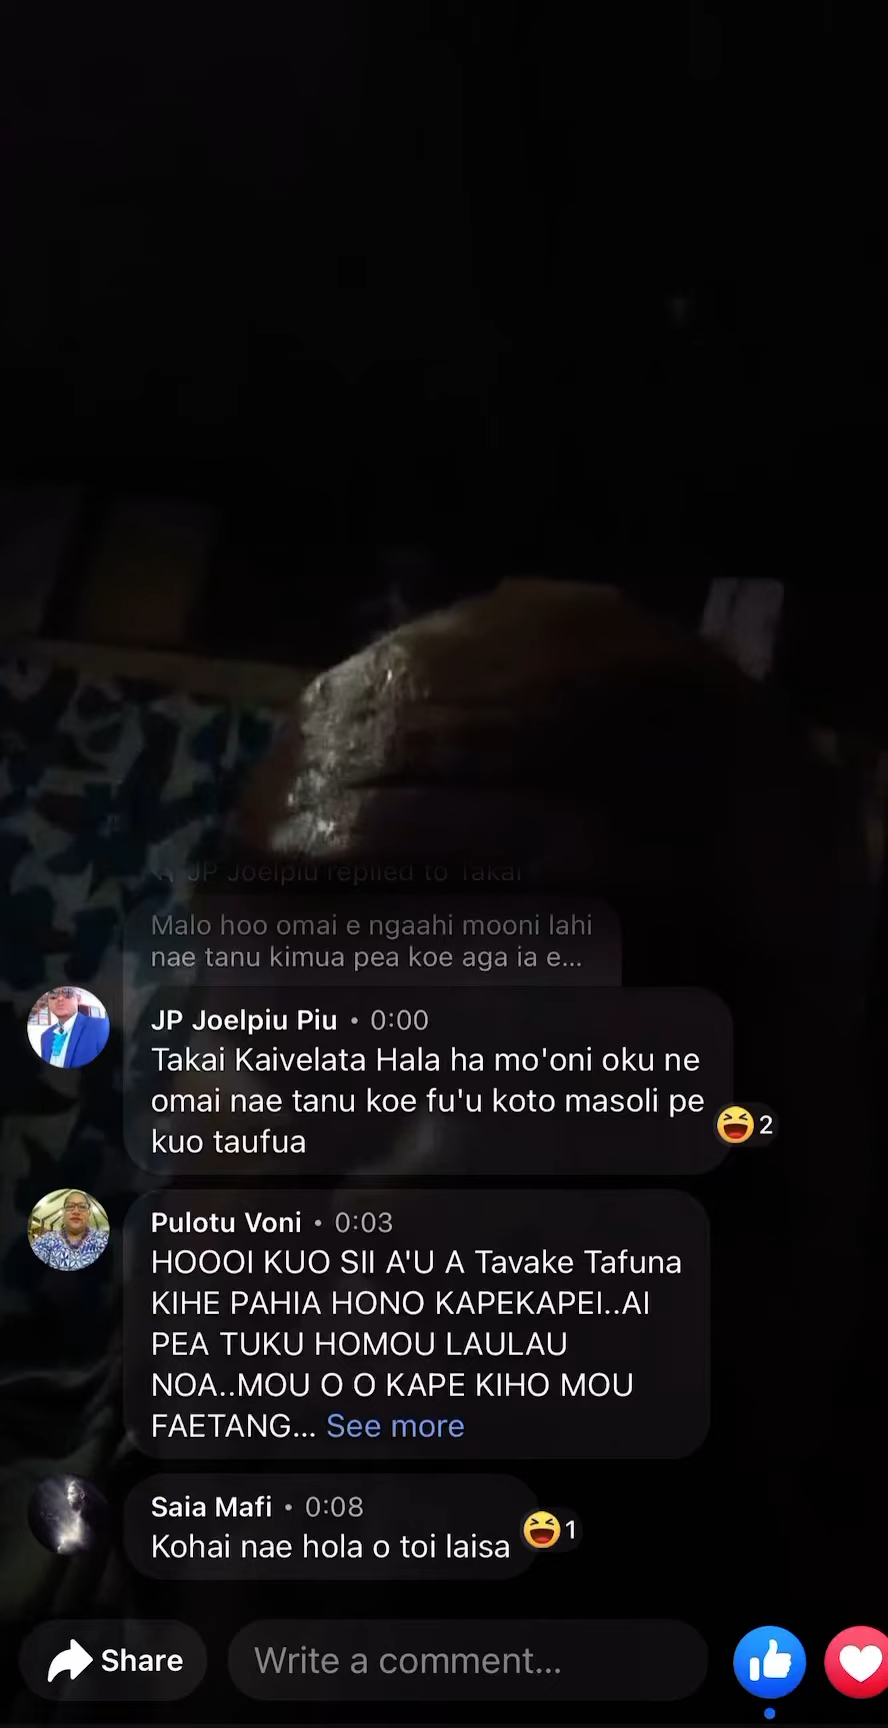 JP Joelpiu replied to Takai
Malo hoo omai e ngaahi mooni lahi
nae tanu kimua pea koe aga ia e...
JP Joelpiu Piu • 0:00
Takai Kaivelata Hala ha mo'oni oku ne
omai nae tanu koe fu'u koto masoli pe
kuo taufua
2
Pulotu Voni • 0:03
HOOOI KUO SII A'U A Tavake Tafuna
KIHE PAHIA HONO KAPEKAPEI..AI
PEA TUKU HOMOU LAULAU
NOA..MOU O O KAPE KIHO MOU
FAETANG... See more
Saia Mafi • 0:08
Kohai nae hola o toi laisa
1
Share
Write a comment...